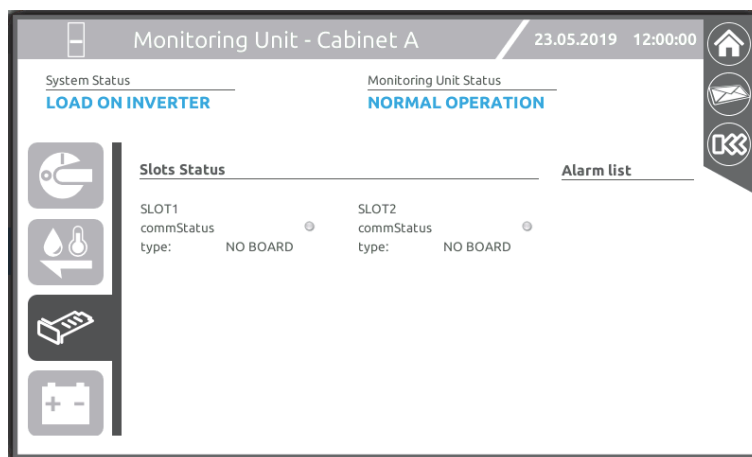 Monitoring Unit - Cabinet A
23.05.2019 12:00:00
System Status
LOAD ON INVERTER
Monitoring Unit Status
NORMAL OPERATION
Slots Status
SLOT1
commStatus
type: NO BOARD
SLOT2
commStatus
type: NO BOARD
Alarm list